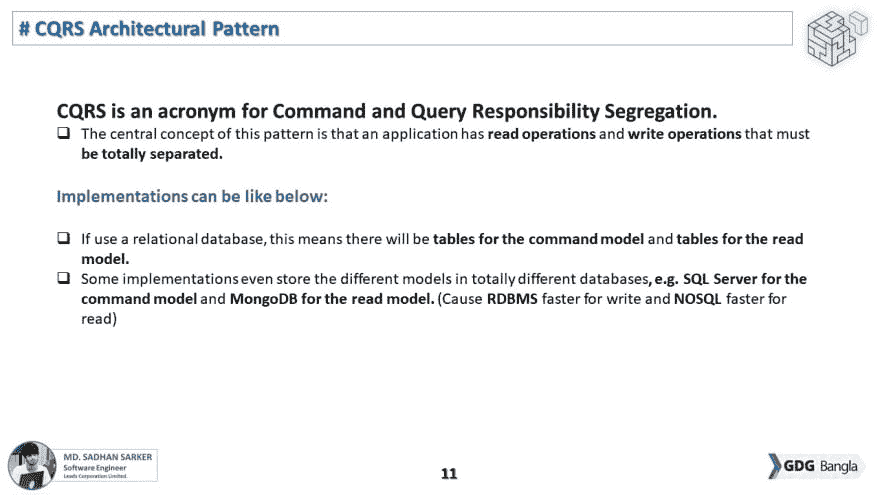 # CQRS Architectural Pattern
CQRS is an acronym for Command and Query Responsibility Segregation.
❑ The central concept of this pattern is that an application has read operations and write operations that must
be totally separated.
Implementations can be like below:
❑ If use a relational database, this means there will be tables for the command model and tables for the read
model.
❑ Some implementations even store the different models in totally different databases, e.g. SQL Server for the
command model and MongoDB for the read model. (Cause RDBMS faster for write and NOSQL faster for
read)
MD. SADHAN SARKER
Software Engineer
Leads Corporation Limited.
11
GDG Bangla